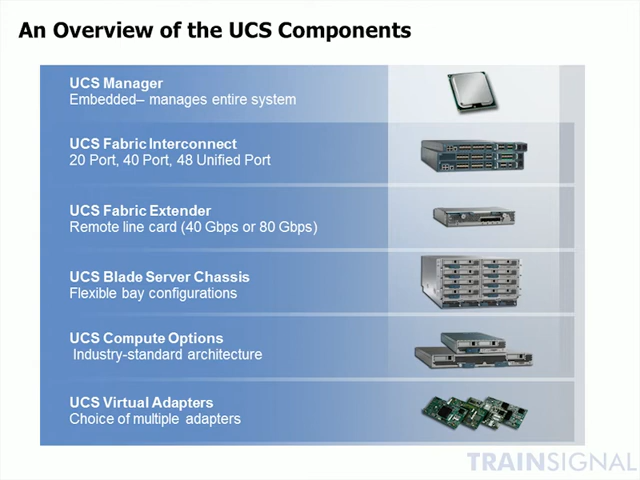 An Overview of the UCS Components
UCS Manager
Embedded– manages entire system
UCS Fabric Interconnect
20 Port, 40 Port, 48 Unified Port
UCS Fabric Extender
Remote line card (40 Gbps or 80 Gbps)
UCS Blade Server Chassis
Flexible bay configurations
UCS Compute Options
Industry-standard architecture
UCS Virtual Adapters
Choice of multiple adapters
TRAINSIGNAL